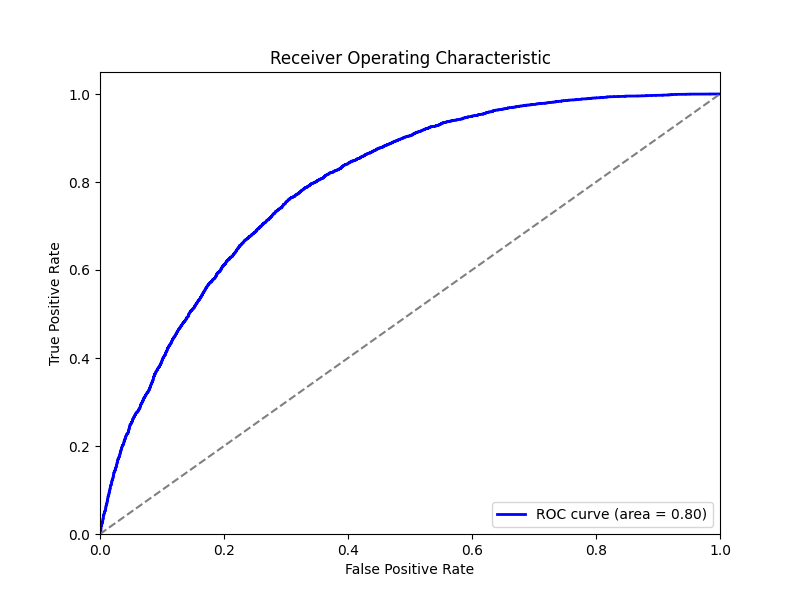 Receiver Operating Characteristic
True Positive Rate
1.0
0.8
0.6
0.4
0.2
0.0
ROC curve (area = 0.80)
0.0 0.2 0.4 0.6 0.8 1.0
False Positive Rate